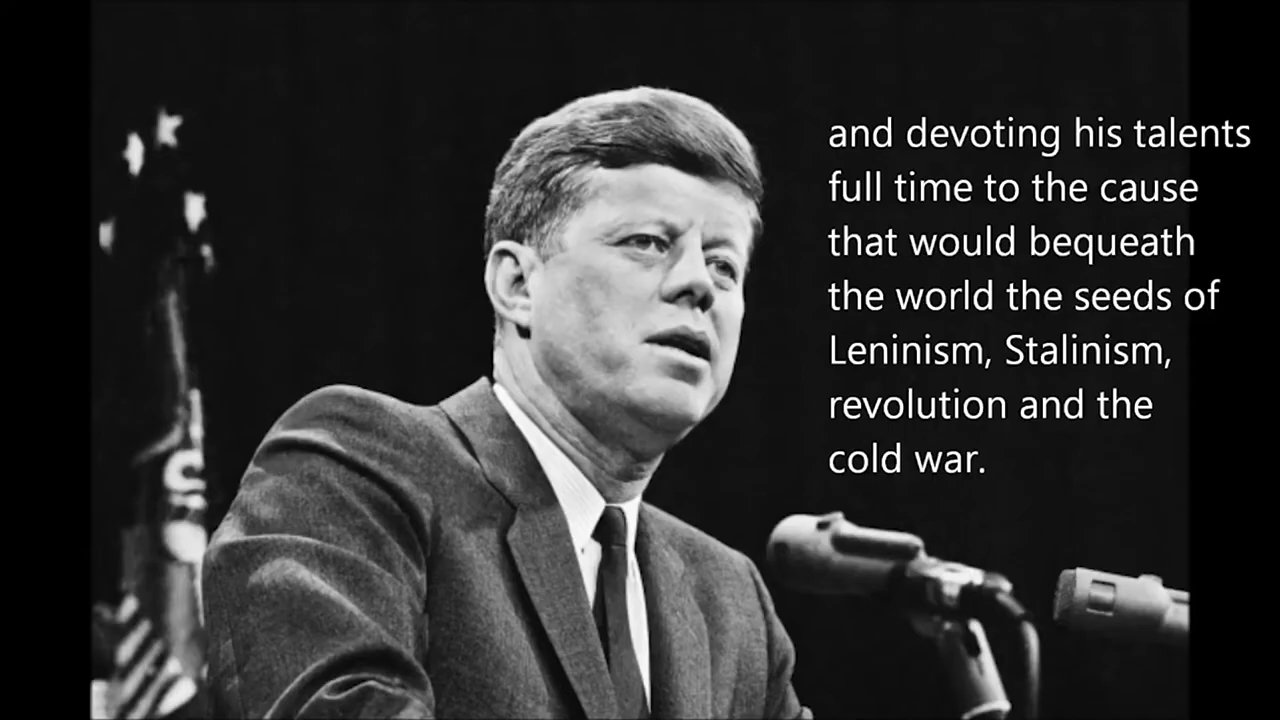 and devoting his talents
full time to the cause
that would bequeath
the world the seeds of
Leninism, Stalinism,
revolution and the
cold war.